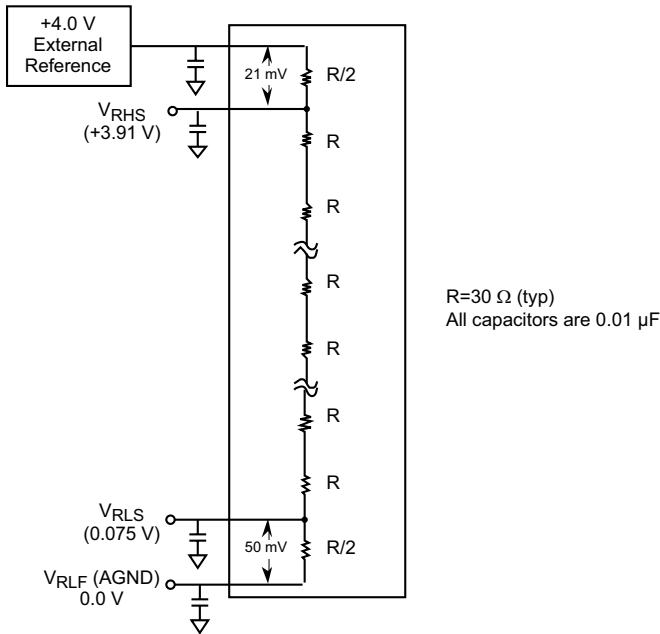 +4.0 V
External
Reference
21 mV
R/2
VRHS
(+3.91 V)
R
R
R
R=30 Ω (typ)
All capacitors are 0.01 µF
R
R
R
VRLS
(0.075 V)
50 mV
R/2
VRLF (AGND)
0.0 V